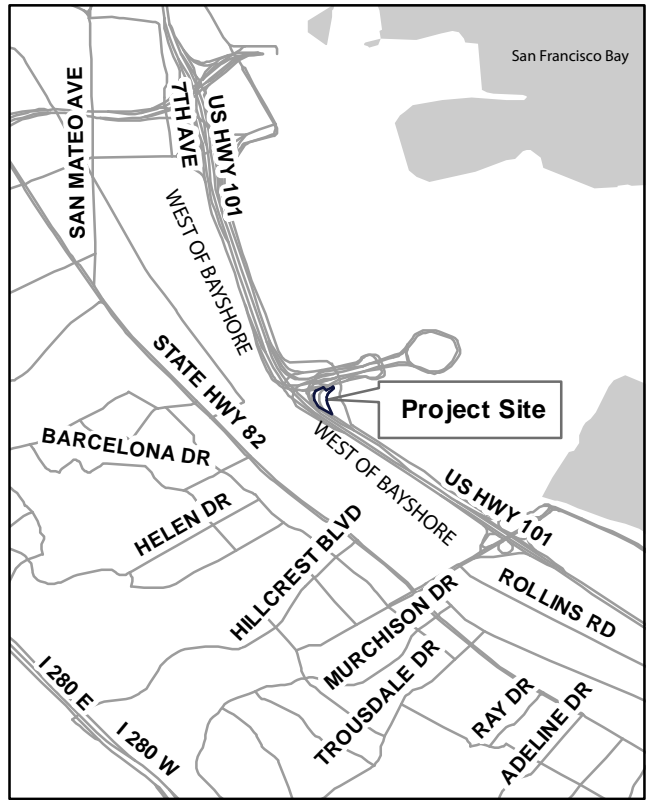 San Francisco Bay
SAN MATEO AVE
7TH AVE
US HWY 101
WEST OF BAYSHORE
STATE HWY 82
Project Site
BARCELONA DR
WEST OF BAYSHORE
US HWY 101
HELEN DR
HILLCREST BLVD
MURCHISON DR
ROLLINS RD
TROUSDALE DR
RAY DR
ADELINE DR
I 280 E
I 280 W